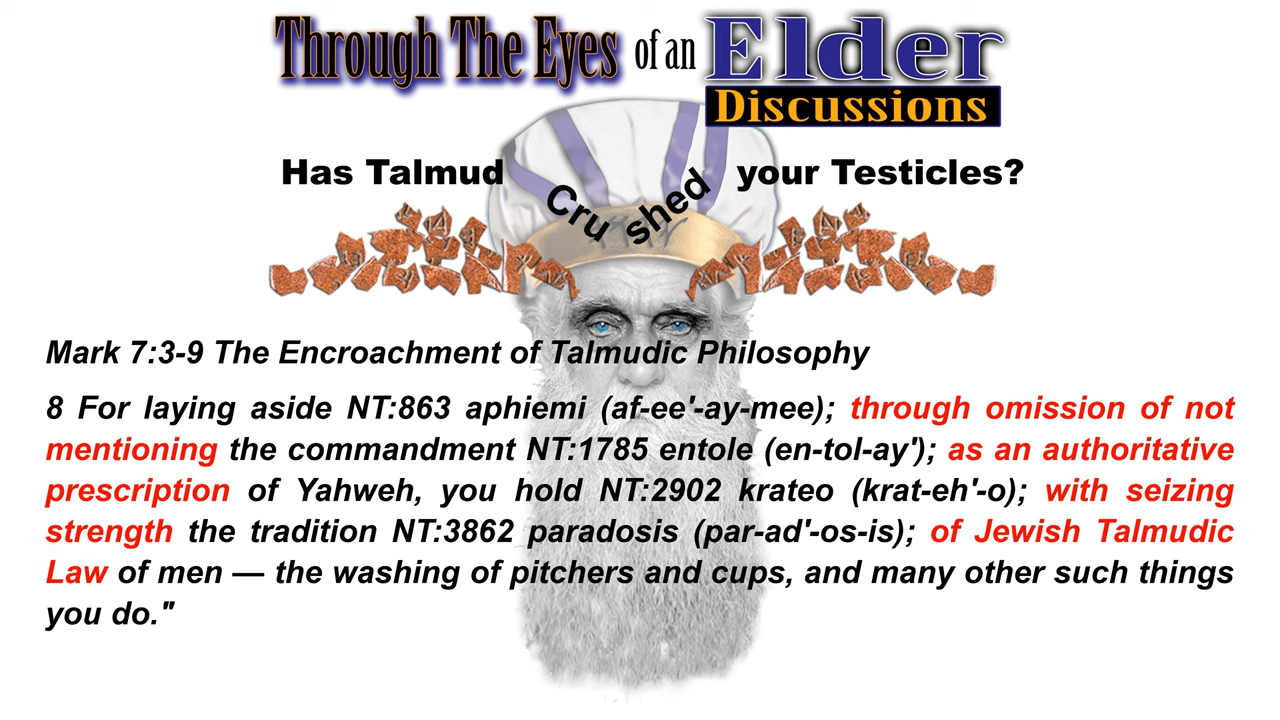 Through The Eyes of an Elder
Discussions
Has Talmud Crushed your Testicles?
Mark 7:3-9 The Encroachment of Talmudic Philosophy
8 For laying aside NT:863 aphiemi (af-ee'-ay-mee); through omission of not
mentioning the commandment NT:1785 entole (en-tol-ay'); as an authoritative
prescription of Yahweh, you hold NT:2902 krateo (krat-eh'-o); with seizing
strength the tradition NT:3862 paradosis (par-ad'-os-is); of Jewish Talmudic
Law of men — the washing of pitchers and cups, and many other such things
you do."